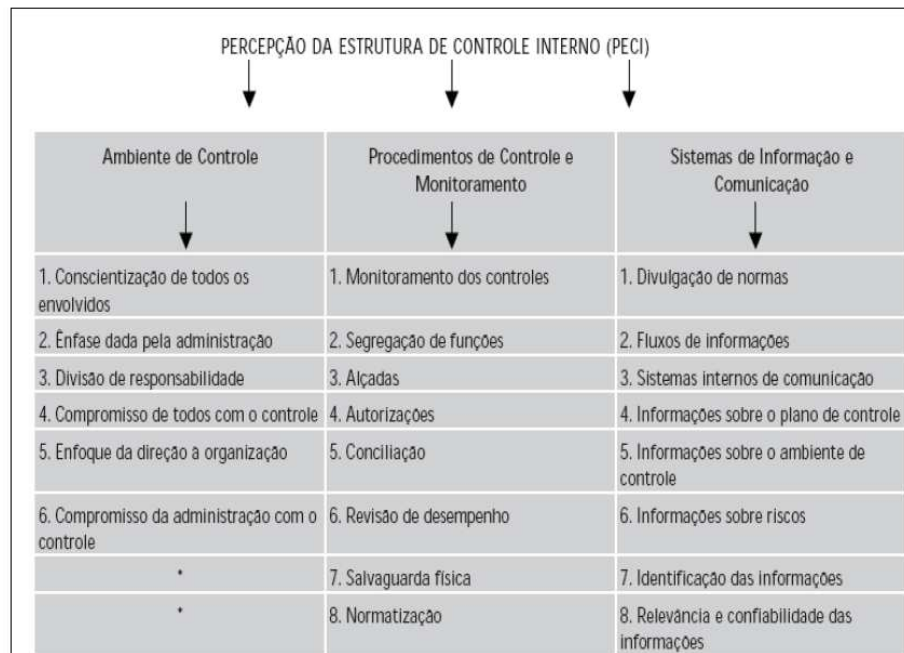 PERCEPÇÃO DA ESTRUTURA DE CONTROLE INTERNO (PECI)
Ambiente de Controle
Procedimentos de Controle e
Monitoramento
Sistemas de Informação e
Comunicação
1. Conscientização de todos os
envolvidos
1. Monitoramento dos controles
1. Divulgação de normas
2. Ênfase dada pela administração
2. Segregação de funções
2. Fluxos de informações
3. Divisão de responsabilidade
3. Alçadas
3. Sistemas internos de comunicação
4. Compromisso de todos com o controle
4. Autorizações
4. Informações sobre o plano de controle
5. Enfoque da direção à organização
5. Conciliação
5. Informações sobre o ambiente de
controle
6. Compromisso da administração com o
controle
6. Revisão de desempenho
6. Informações sobre riscos
*
7. Salvaguarda física
7. Identificação das informações
*
8. Normatização
8. Relevância e confiabilidade das
informações